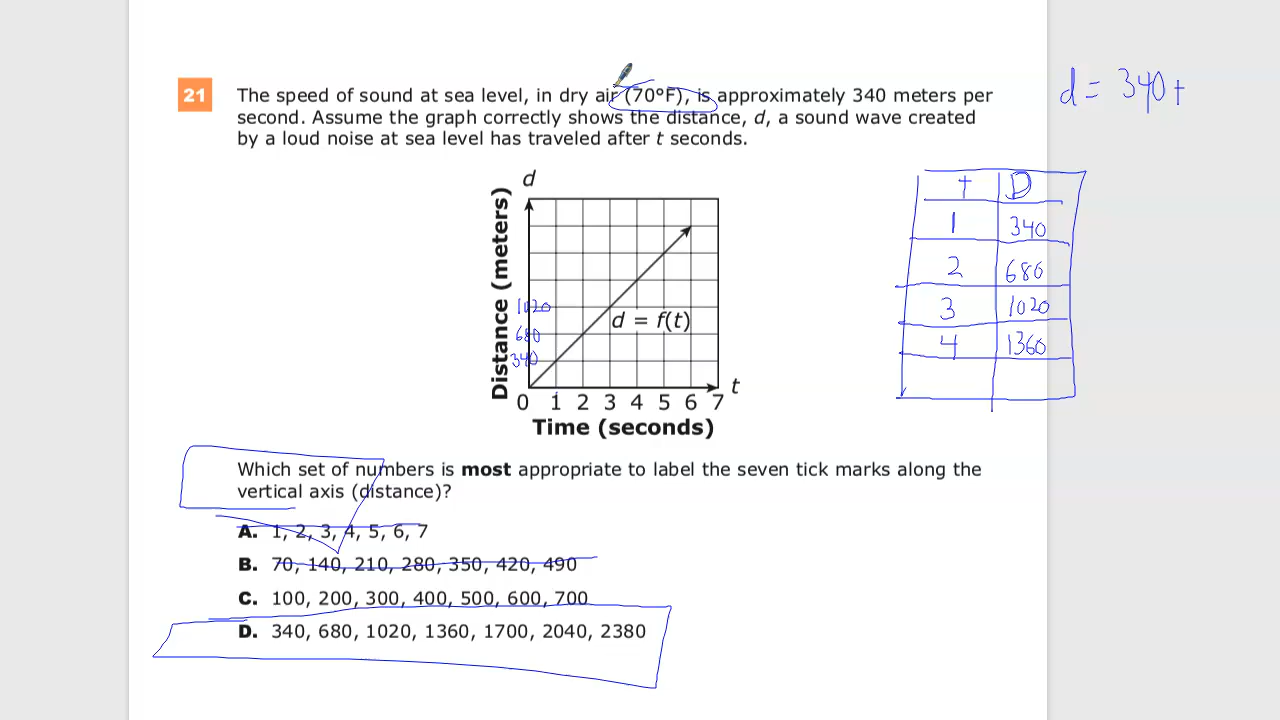 21
The speed of sound at sea level, in dry air (70°F), is approximately 340 meters per
second. Assume the graph correctly shows the distance, d, a sound wave created
by a loud noise at sea level has traveled after t seconds.
d = 340t
d
Distance (meters)
1020
680
340
d = f(t)
t
0 1 2 3 4 5 6 7
Time (seconds)
t D
1 340
2 680
3 1020
4 1360
Which set of numbers is most appropriate to label the seven tick marks along the
vertical axis (distance)?
A. 1, 2, 3, 4, 5, 6, 7
B. 70, 140, 210, 280, 350, 420, 490
C. 100, 200, 300, 400, 500, 600, 700
D. 340, 680, 1020, 1360, 1700, 2040, 2380